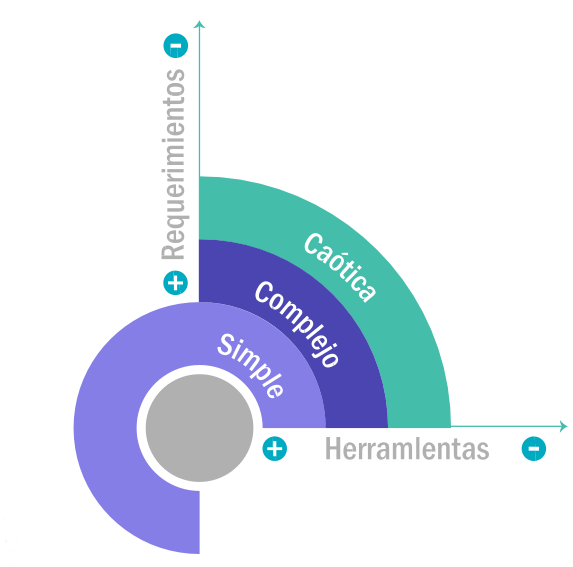 -
Requerimientos
+
Caótica
Complejo
Simple
+
Herramlentas
-